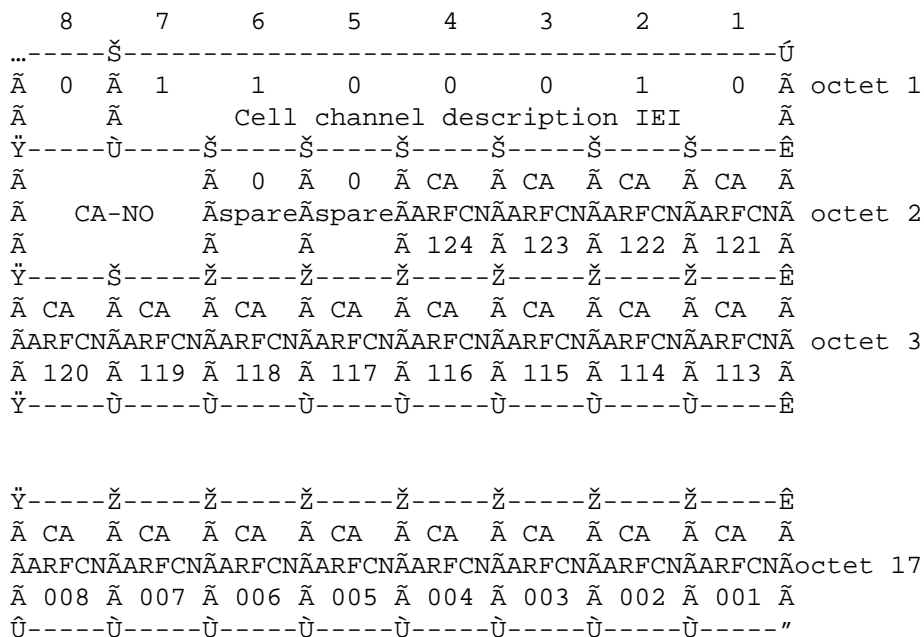 8 7 6 5 4 3 2 1
…-----Š------------------------------------------Ú
Ã 0 Ã 1 1 0 0 0 1 0 Ã octet 1
Ã Ã Cell channel description IEI Ã
Ÿ-----Ù-----Š-----Š-----Š-----Š-----Š-----Š-----Ê
Ã Ã 0 Ã 0 Ã CA Ã CA Ã CA Ã CA Ã
Ã CA-NO ÃspareÃspareÃARFCNÃARFCNÃARFCNÃARFCNÃ octet 2
Ã Ã Ã Ã 124 Ã 123 Ã 122 Ã 121 Ã
Ÿ-----Š-----Ž-----Ž-----Ž-----Ž-----Ž-----Ž-----Ê
Ã CA Ã CA Ã CA Ã CA Ã CA Ã CA Ã CA Ã CA Ã
ÃARFCNÃARFCNÃARFCNÃARFCNÃARFCNÃARFCNÃARFCNÃARFCNÃ octet 3
Ã 120 Ã 119 Ã 118 Ã 117 Ã 116 Ã 115 Ã 114 Ã 113 Ã
Ÿ-----Ù-----Ù-----Ù-----Ù-----Ù-----Ù-----Ù-----Ê
Ÿ-----Ž-----Ž-----Ž-----Ž-----Ž-----Ž-----Ž-----Ê
Ã CA Ã CA Ã CA Ã CA Ã CA Ã CA Ã CA Ã CA Ã
ÃARFCNÃARFCNÃARFCNÃARFCNÃARFCNÃARFCNÃARFCNÃARFCNÃoctet 17
Ã 008 Ã 007 Ã 006 Ã 005 Ã 004 Ã 003 Ã 002 Ã 001 Ã
Û-----Ù-----Ù-----Ù-----Ù-----Ù-----Ù-----Ù-----”